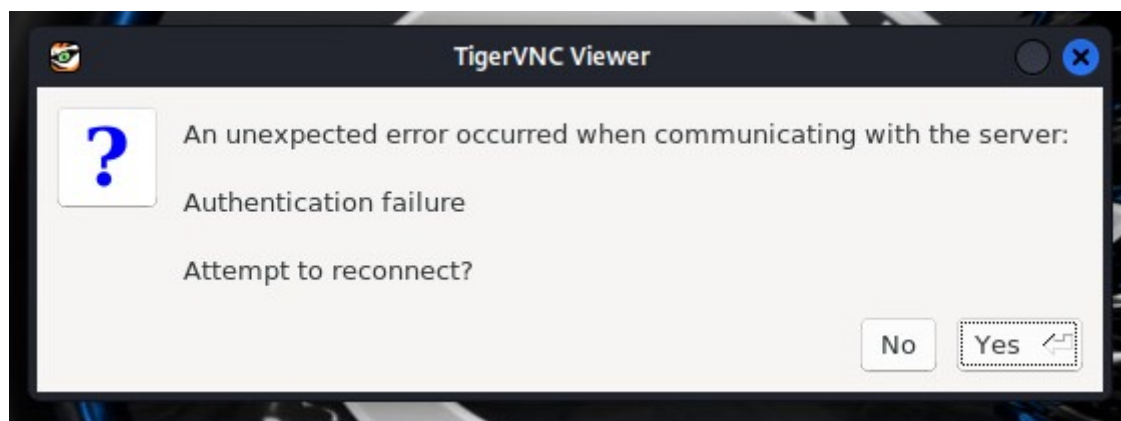 TigerVNC Viewer
An unexpected error occurred when communicating with the server:
Authentication failure
Attempt to reconnect?
No
Yes